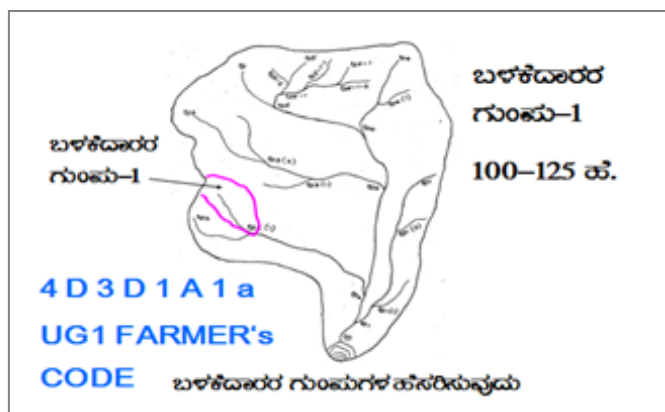 ಬಳಕೆದಾರರ
ಗುಂಪು–1
100–125 ಹೆ.
ಬಳಕೆದಾರರ
ಗುಂಪು–1
4 D 3 D 1 A 1 a
UG1 FARMER's
CODE
ಬಳಕೆದಾರರ ಗುಂಪುಗಳ ಹೆಸರಿಸುವುದು